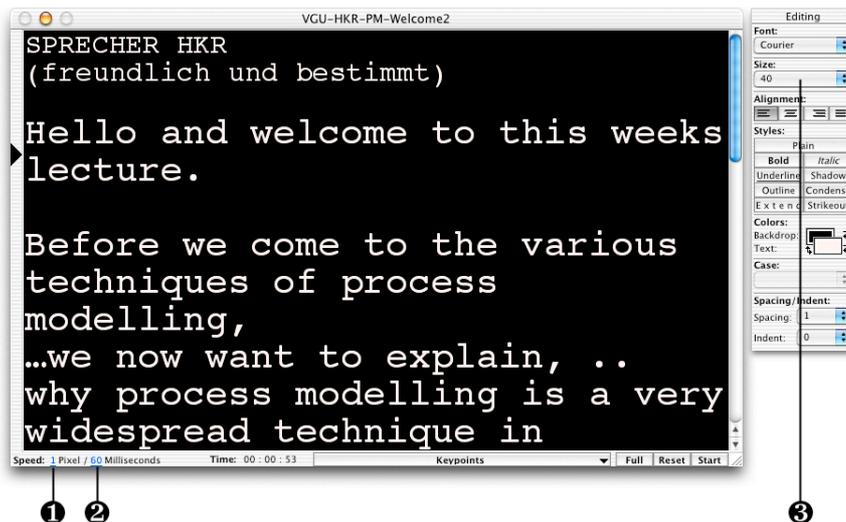 VGU-HKR-PM-Welcome2
SPRECHER HKR
(freundlich und bestimmt)
Hello and welcome to this weeks
lecture.
Before we come to the various
techniques of process
modelling,
…we now want to explain, ..
why process modelling is a very
widespread technique in
Speed: 1 Pixel / 60 Milliseconds Time: 00 : 00 : 53 Keypoints Full Reset Start
Editing
Font:
Courier
Size:
40
Alignment:
Styles:
Plain
Bold Italic
Underline Shadow
Outline Condens
Extend Strikeout
Colors:
Backdrop:
Text:
Case:
Spacing/Indent:
Spacing: 1
Indent: 0
1 2 3